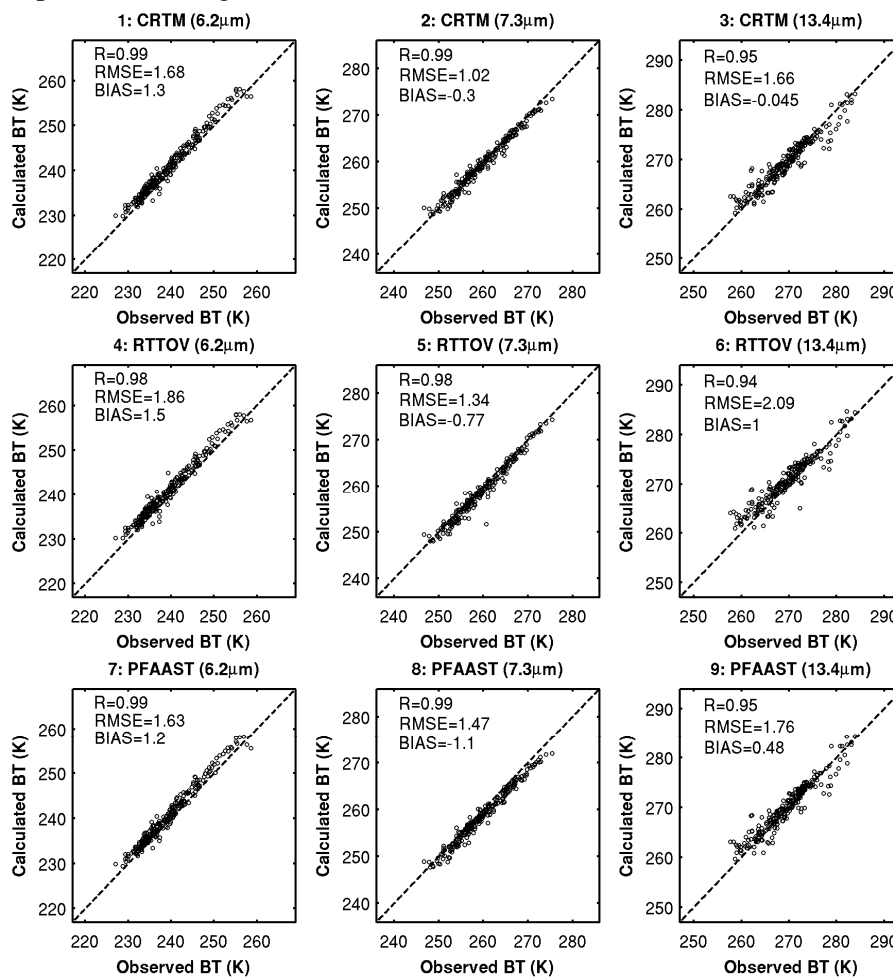 1: CRTM (6.2μm)
R=0.99
RMSE=1.68
BIAS=1.3
Calculated BT (K)
260
250
240
230
220
220 230 240 250 260
Observed BT (K)
2: CRTM (7.3μm)
R=0.99
RMSE=1.02
BIAS=-0.3
Calculated BT (K)
280
270
260
250
240
240 250 260 270 280
Observed BT (K)
3: CRTM (13.4μm)
R=0.95
RMSE=1.66
BIAS=-0.045
Calculated BT (K)
290
280
270
260
250
250 260 270 280 290
Observed BT (K)
4: RTTOV (6.2μm)
R=0.98
RMSE=1.86
BIAS=1.5
Calculated BT (K)
260
250
240
230
220
220 230 240 250 260
Observed BT (K)
5: RTTOV (7.3μm)
R=0.98
RMSE=1.34
BIAS=-0.77
Calculated BT (K)
280
270
260
250
240
240 250 260 270 280
Observed BT (K)
6: RTTOV (13.4μm)
R=0.94
RMSE=2.09
BIAS=1
Calculated BT (K)
290
280
270
260
250
250 260 270 280 290
Observed BT (K)
7: PFAAST (6.2μm)
R=0.99
RMSE=1.63
BIAS=1.2
Calculated BT (K)
260
250
240
230
220
220 230 240 250 260
Observed BT (K)
8: PFAAST (7.3μm)
R=0.99
RMSE=1.47
BIAS=-1.1
Calculated BT (K)
280
270
260
250
240
240 250 260 270 280
Observed BT (K)
9: PFAAST (13.4μm)
R=0.95
RMSE=1.76
BIAS=0.48
Calculated BT (K)
290
280
270
260
250
250 260 270 280 290
Observed BT (K)